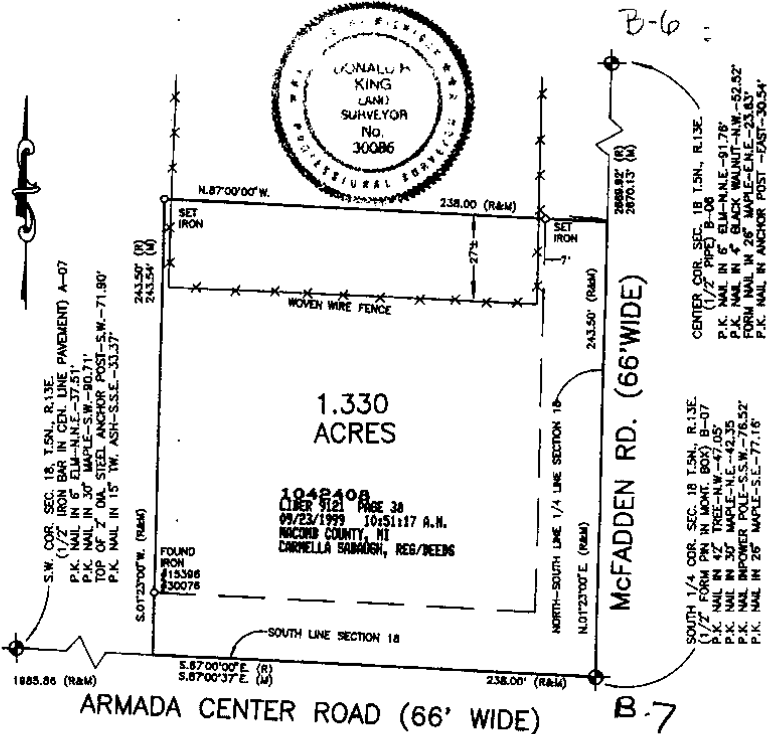 B-6
DONALD R
KING
LAND
SURVEYOR
No.
30086
PROFESSIONAL SURVEYOR
N.87°00'00"W.
238.00 (R&M)
SET
IRON
SET
IRON
27'±
7'
243.50' (R)
243.54' (M)
WOVEN WIRE FENCE
2669.92' (R)
2670.13' (M)
243.50' (R&M)
CENTER COR. SEC. 18 T.5N., R.13E.
(1/2" PIPE) B-06
P.K. NAIL IN 6" ELM-N.N.E.-91.76'
P.K. NAIL IN 4" BLACK WALNUT-N.W.-52.52'
FORM NAIL IN 26" MAPLE-E.N.E.-23.83'
P.K. NAIL IN ANCHOR POST -EAST-30.54'
S.W. COR. SEC. 18, T.5N., R.13E.
(1/2" IRON BAR IN CEN. LINE PAVEMENT) A-07
P.K. NAIL IN 6" ELM-N.N.E.-37.51'
P.K. NAIL IN 30" MAPLE-S.W.-90.71'
TOP OF 2" DIA. STEEL ANCHOR POST-S.W.-71.90'
P.K. NAIL IN 15" TW. ASH-S.S.E.-33.37'
1.330
ACRES
1042408
LIBER 9121 PAGE 38
09/23/1999 10:51:17 A.M.
MACOMB COUNTY, MI
CARMELLA SABAUGH, REG/DEEDS
McFADDEN RD. (66'WIDE)
NORTH-SOUTH LINE 1/4 LINE SECTION 18
N.01°23'00"E. (R&M)
S.01°23'00"W. (R&M)
FOUND
IRON
#15396
#30076
SOUTH LINE SECTION 18
SOUTH 1/4 COR. SEC. 18 T.5N., R.13E.
(1/2" FORM PIN IN MONT. BOX) B-07
P.K. NAIL IN 42" TREE-N.W.-47.05'
P.K. NAIL IN 30" MAPLE-N.E.-42.35
P.K. NAIL INPOWER POLE-S.S.W.-76.52'
P.K. NAIL IN 26" MAPLE-S.E.-77.16'
1985.86 (R&M)
S.87°00'00"E. (R)
S.87°00'37"E. (M)
238.00' (R&M)
ARMADA CENTER ROAD (66' WIDE)
B-7